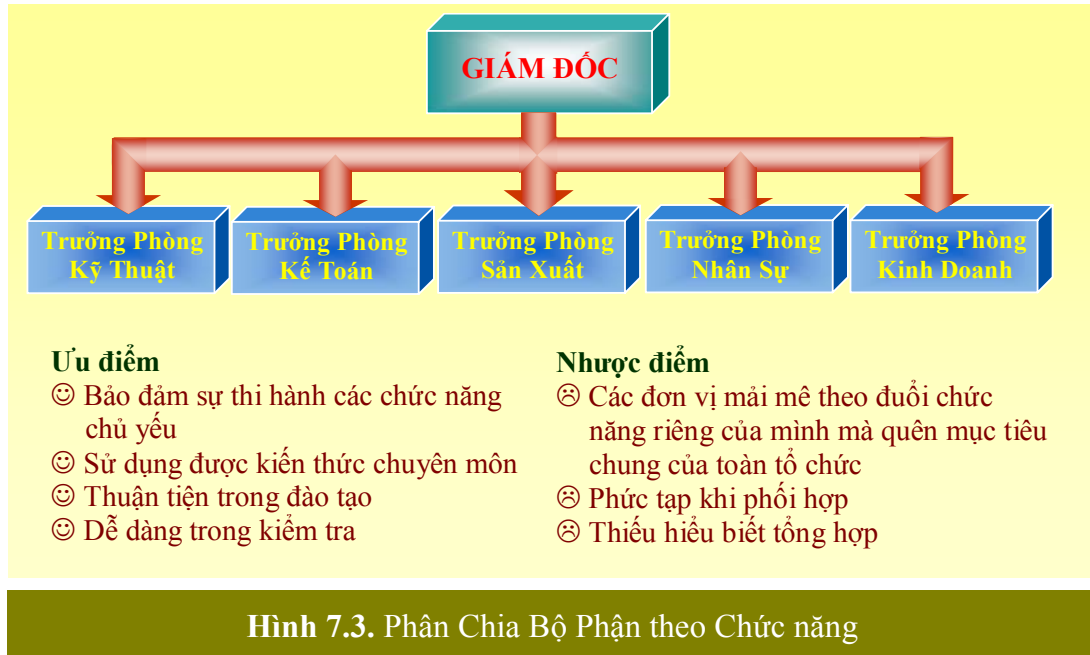 GIÁM ĐỐC
Trưởng Phòng
Kỹ Thuật
Trưởng Phòng
Kế Toán
Trưởng Phòng
Sản Xuất
Trưởng Phòng
Nhân Sự
Trưởng Phòng
Kinh Doanh
Ưu điểm
☺ Bảo đảm sự thi hành các chức năng
chủ yếu
☺ Sử dụng được kiến thức chuyên môn
☺ Thuận tiện trong đào tạo
☺ Dễ dàng trong kiểm tra
Nhược điểm
☹ Các đơn vị mải mê theo đuổi chức
năng riêng của mình mà quên mục tiêu
chung của toàn tổ chức
☹ Phức tạp khi phối hợp
☹ Thiếu hiểu biết tổng hợp
Hình 7.3. Phân Chia Bộ Phận theo Chức năng